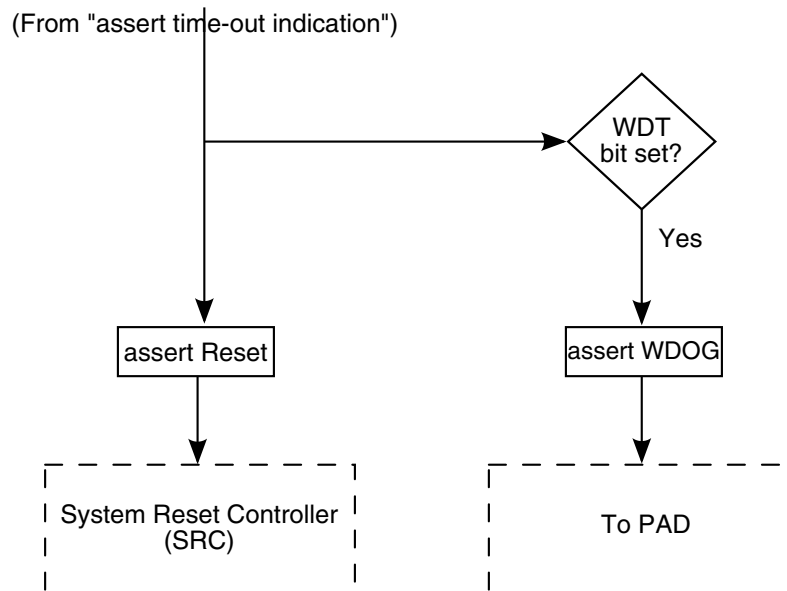 (From "assert time-out indication")
WDT
bit set?
Yes
assert Reset
assert WDOG
System Reset Controller
(SRC)
To PAD